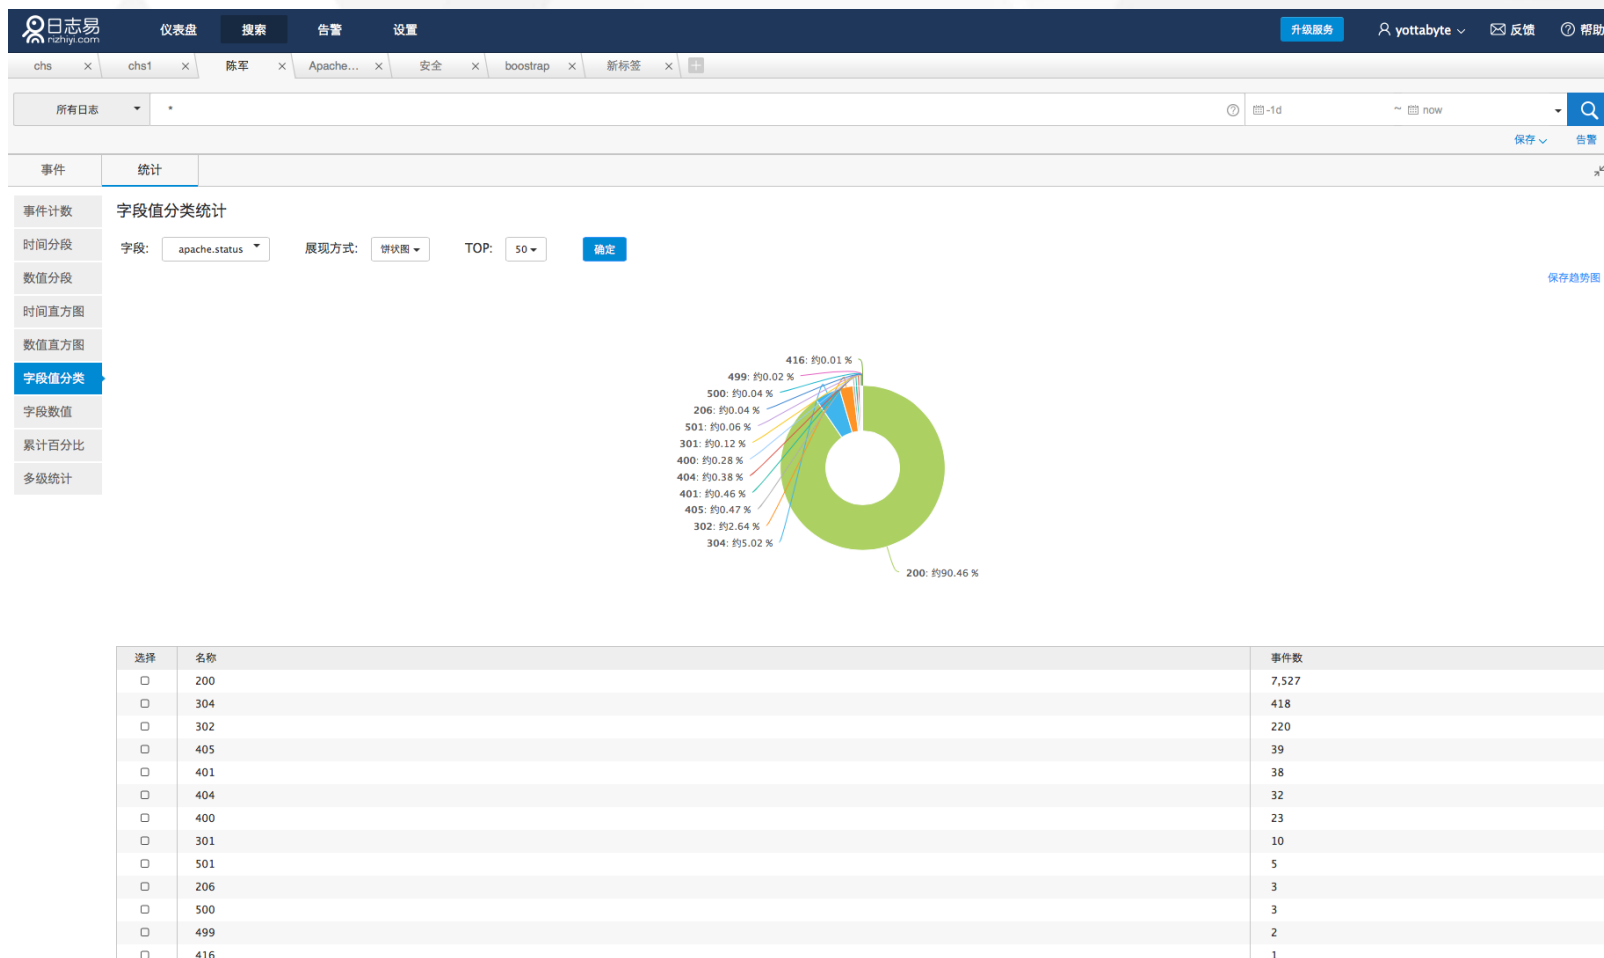 日志易 仪表盘 搜索 告警 设置 升级服务 yottabyte 反馈 帮助
rizhiyi.com
chs × chs1 × 陈军 × Apache... × 安全 × boostrap × 新标签 ×
所有日志 * -1d ~ now
保存 告警
事件 统计
事件计数 字段值分类统计
时间分段 字段: apache.status 展现方式: 饼状图 TOP: 50 确定
数值分段 保存趋势图
时间直方图
数值直方图
字段值分类
字段数值
累计百分比
多级统计
416: 约0.01 %
499: 约0.02 %
500: 约0.04 %
206: 约0.04 %
501: 约0.06 %
301: 约0.12 %
400: 约0.28 %
404: 约0.38 %
401: 约0.46 %
405: 约0.47 %
302: 约2.64 %
304: 约5.02 %
200: 约90.46 %
选择 名称 事件数
200 7,527
304 418
302 220
405 39
401 38
404 32
400 23
301 10
501 5
206 3
500 3
499 2
416 1